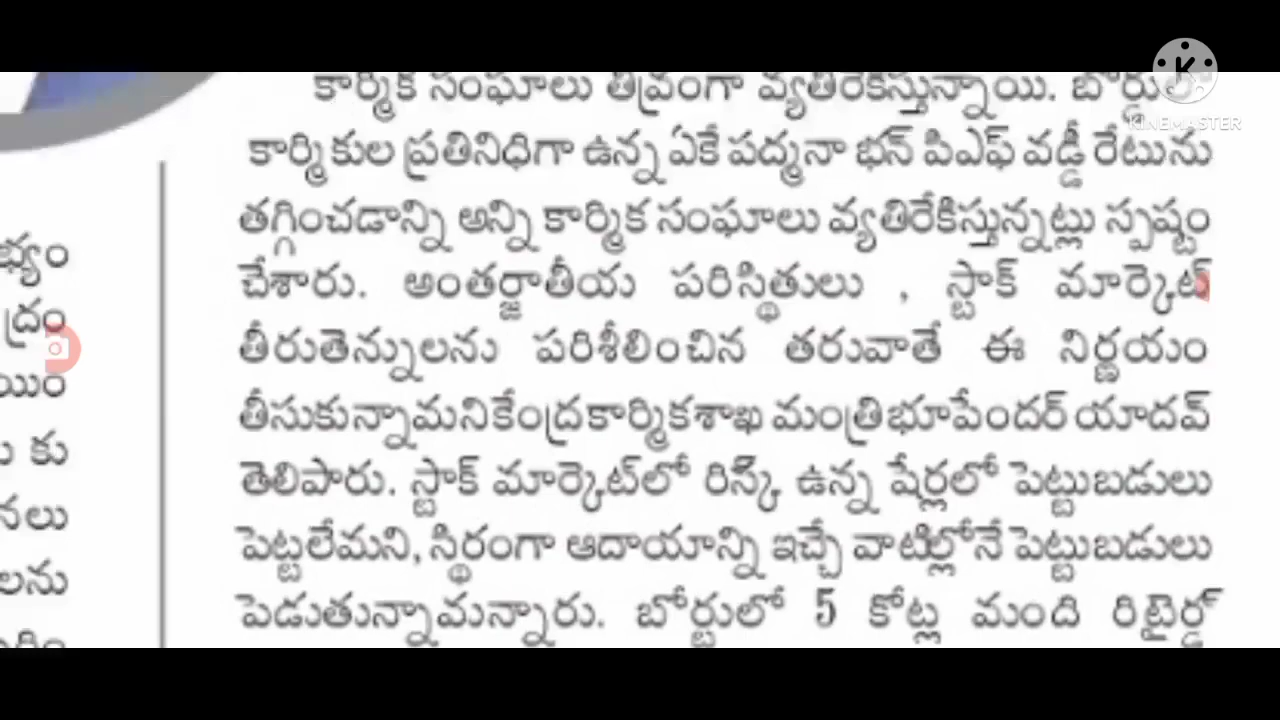 కార్మిక సంఘాలు తీవ్రంగా వ్యతిరేకిస్తున్నాయి.
KINEMASTER
కార్మికుల ప్రతినిధిగా ఉన్న ఏకే పద్మనా భన్ పిఎఫ్ వడ్డీ రేటును
తగ్గించడాన్ని అన్ని కార్మిక సంఘాలు వ్యతిరేకిస్తున్నట్లు స్పష్టం
చేశారు. అంతర్జాతీయ పరిస్థితులు , స్టాక్ మార్కెట్
తీరుతెన్నులను పరిశీలించిన తరువాతే ఈ నిర్ణయం
తీసుకున్నామని కేంద్ర కార్మిక శాఖ మంత్రి భూపేందర్ యాదవ్
తెలిపారు. స్టాక్ మార్కెట్‌లో రిస్క్ ఉన్న షేర్లలో పెట్టుబడులు
పెట్టలేమని, స్థిరంగా ఆదాయాన్ని ఇచ్చే వాటిల్లోనే పెట్టుబడులు
పెడుతున్నామన్నారు. బోర్టులో 5 కోట్ల మంది రిటైర్డ్
కు